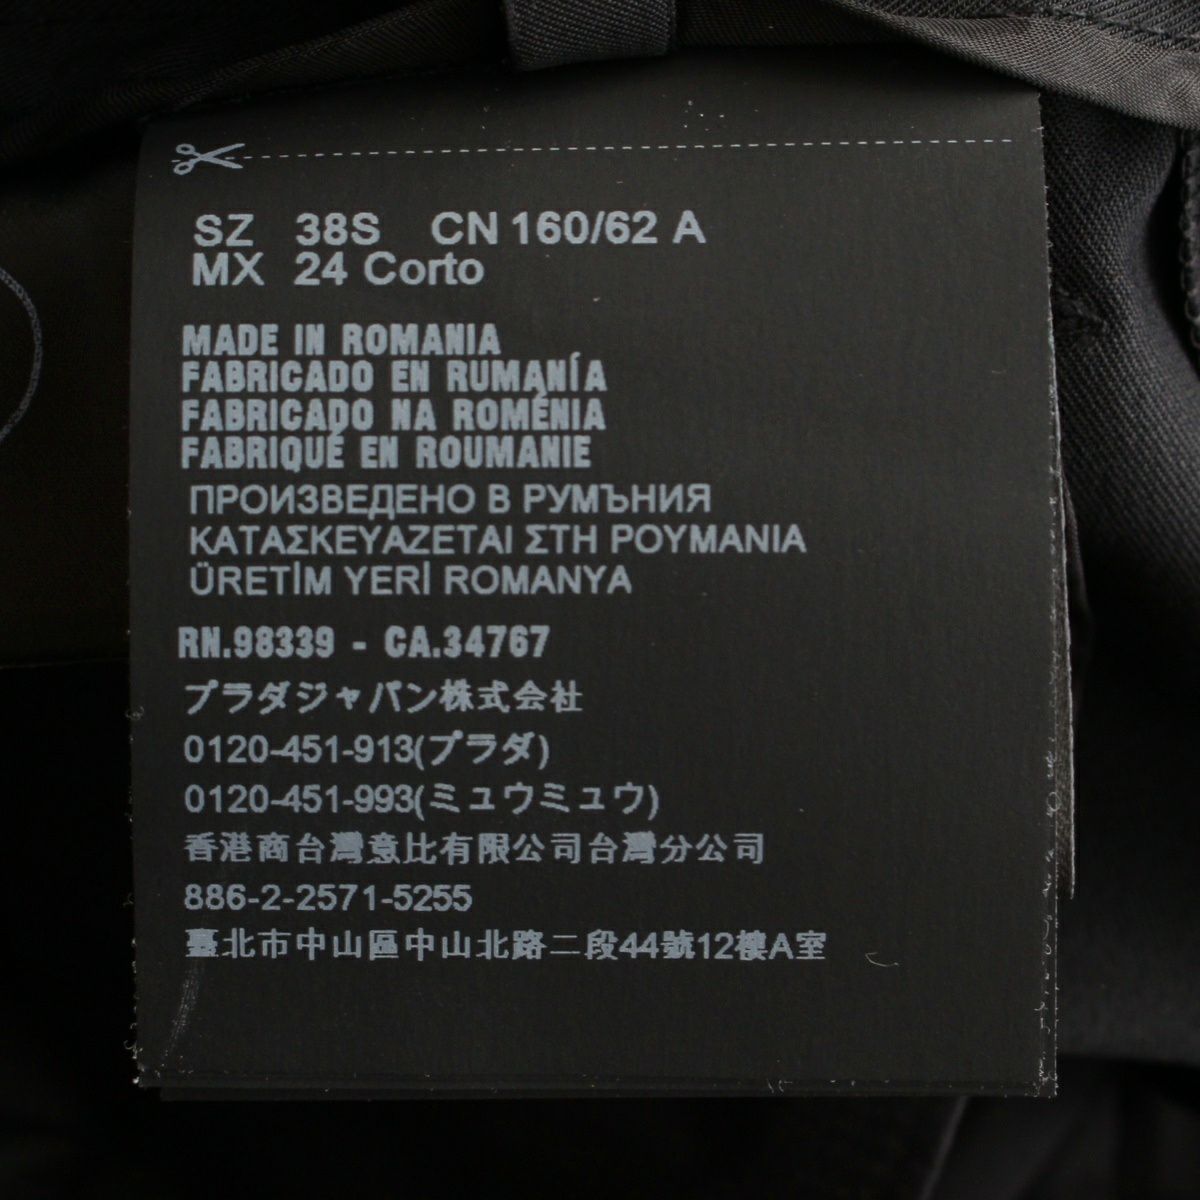 SZ 38S CN 160/62 A
MX 24 Corto
MADE IN ROMANIA
FABRICADO EN RUMANÍA
FABRICADO NA ROMÉNIA
FABRIQUÉ EN ROUMANIE
ПРОИЗВЕДЕНО В РУМЪНИЯ
ΚΑΤΑΣΚΕΥΑΖΕΤΑΙ ΣΤΗ ΡΟΥΜΑΝΙΑ
ÜRETİM YERİ ROMANYA
RN.98339 - CA.34767
プラダジャパン株式会社
0120-451-913(プラダ)
0120-451-993(ミュウミュウ)
香港商台灣意比有限公司台灣分公司
886-2-2571-5255
臺北市中山區中山北路二段44號12樓A室